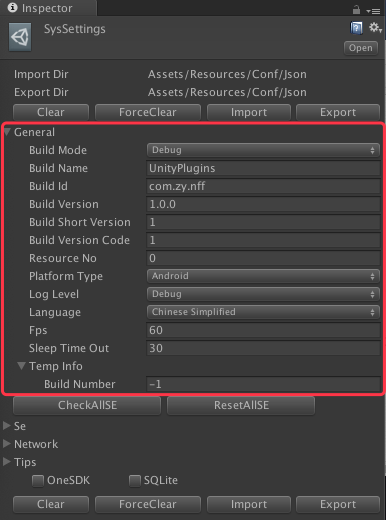 Inspector
SysSettings
Open
Import Dir Assets/Resources/Conf/Json
Export Dir Assets/Resources/Conf/Json
Clear ForceClear Import Export
General
Build Mode Debug
Build Name UnityPlugins
Build Id com.zy.nff
Build Version 1.0.0
Build Short Version 1
Build Version Code 1
Resource No 0
Platform Type Android
Log Level Debug
Language Chinese Simplified
Fps 60
Sleep Time Out 30
Temp Info
Build Number -1
CheckAllSE ResetAllSE
Se
Network
Tips
OneSDK SQLite
Clear ForceClear Import Export